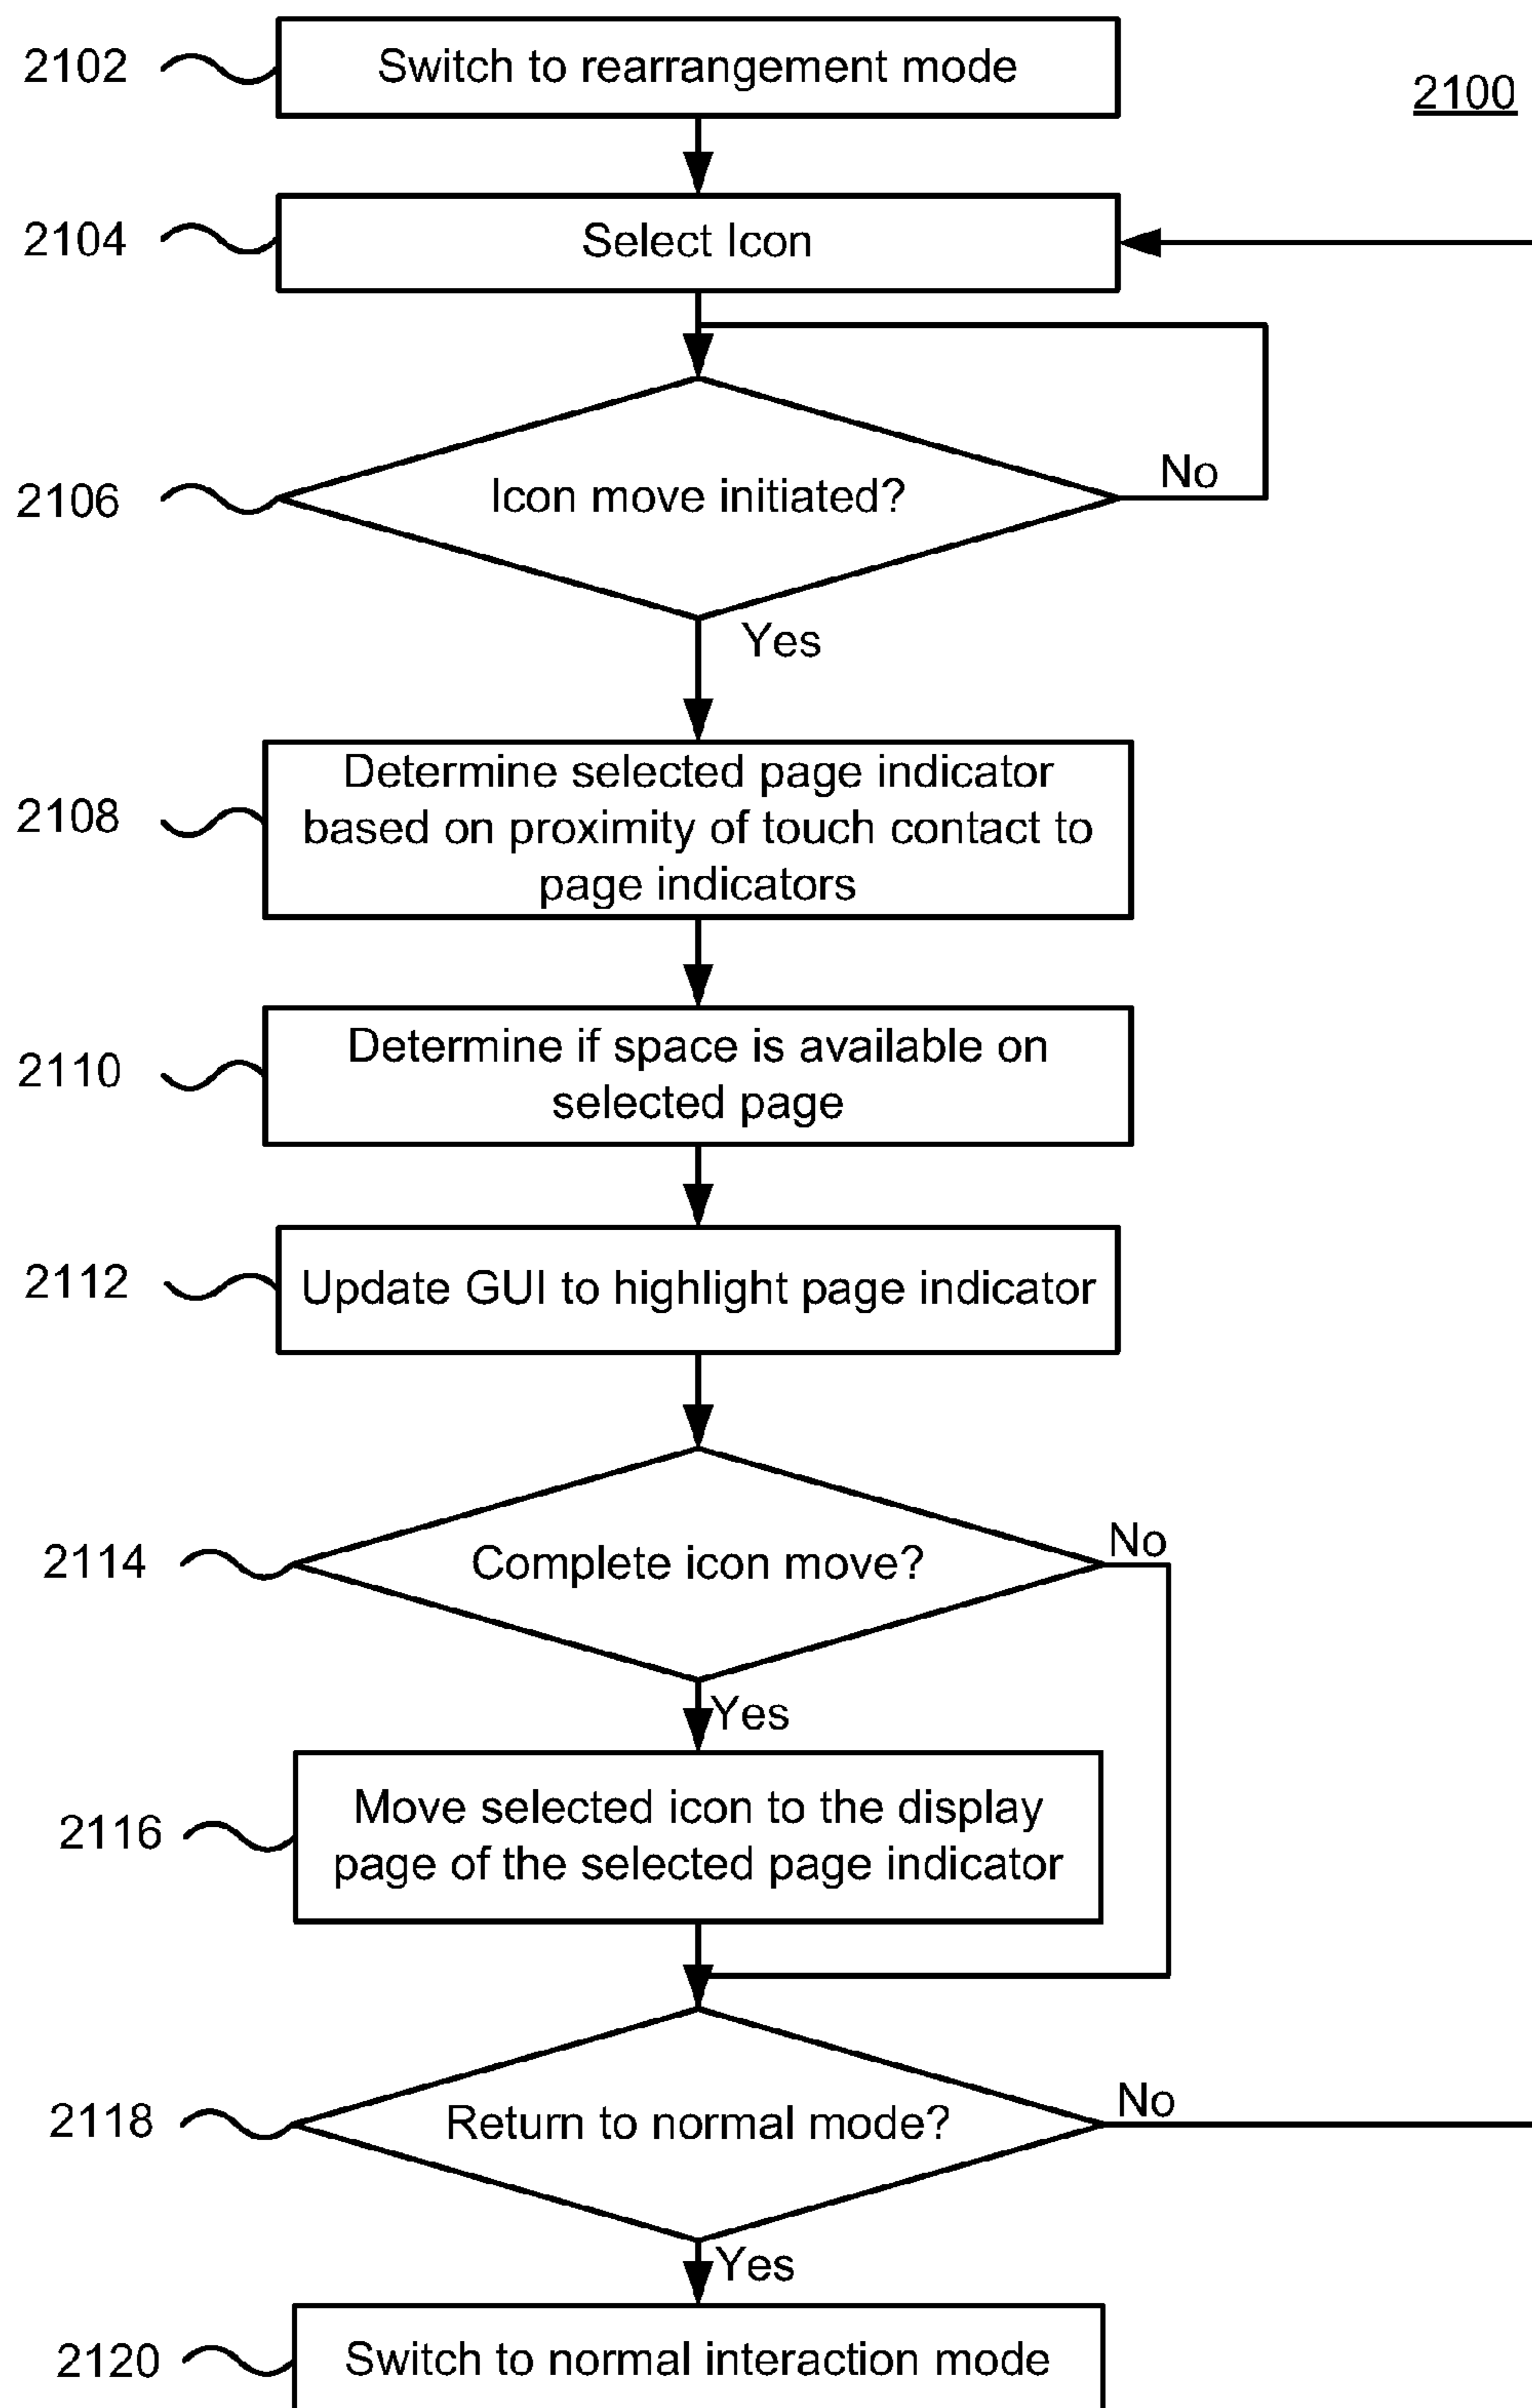 2102
Switch to rearrangement mode
2100
2104
Select Icon
2106
Icon move initiated?
No
Yes
2108
Determine selected page indicator
based on proximity of touch contact to
page indicators
2110
Determine if space is available on
selected page
2112
Update GUI to highlight page indicator
2114
Complete icon move?
No
Yes
2116
Move selected icon to the display
page of the selected page indicator
2118
Return to normal mode?
No
Yes
2120
Switch to normal interaction mode